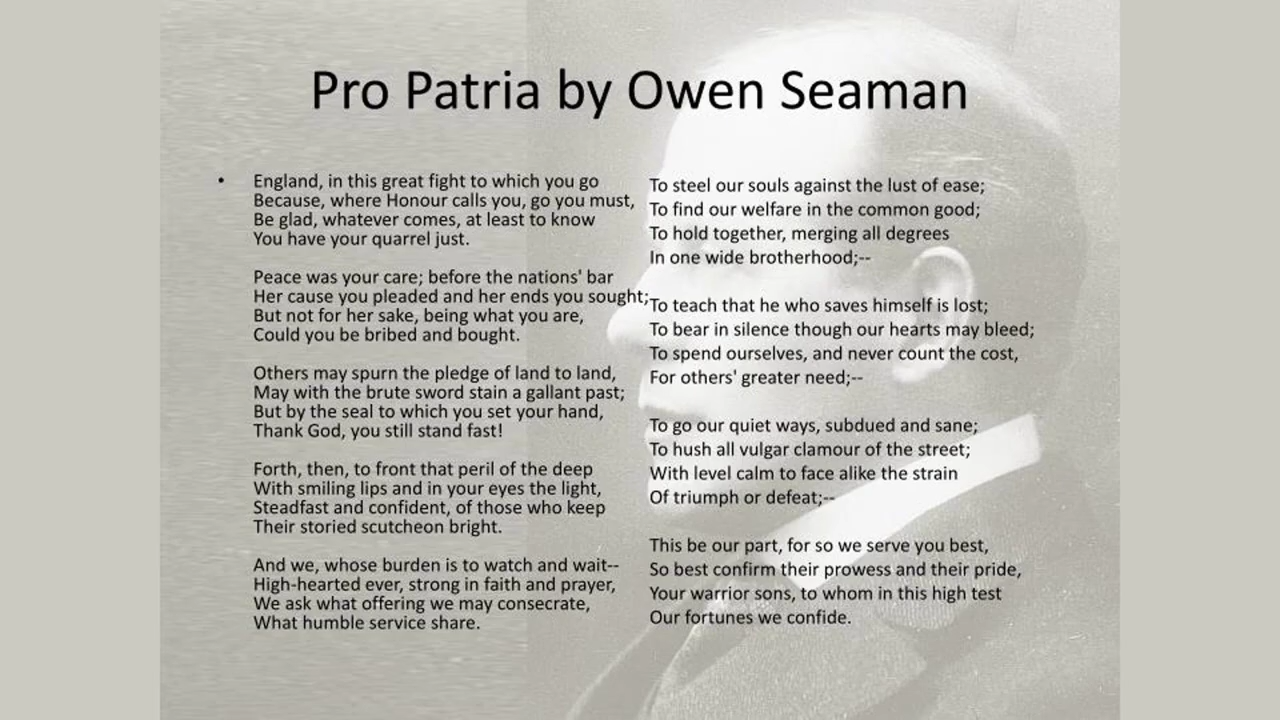 Pro Patria by Owen Seaman
• England, in this great fight to which you go
Because, where Honour calls you, go you must,
Be glad, whatever comes, at least to know
You have your quarrel just.
Peace was your care; before the nations' bar
Her cause you pleaded and her ends you sought;
But not for her sake, being what you are,
Could you be bribed and bought.
Others may spurn the pledge of land to land,
May with the brute sword stain a gallant past;
But by the seal to which you set your hand,
Thank God, you still stand fast!
Forth, then, to front that peril of the deep
With smiling lips and in your eyes the light,
Steadfast and confident, of those who keep
Their storied scutcheon bright.
And we, whose burden is to watch and wait--
High-hearted ever, strong in faith and prayer,
We ask what offering we may consecrate,
What humble service share.
To steel our souls against the lust of ease;
To find our welfare in the common good;
To hold together, merging all degrees
In one wide brotherhood;--
To teach that he who saves himself is lost;
To bear in silence though our hearts may bleed;
To spend ourselves, and never count the cost,
For others' greater need;--
To go our quiet ways, subdued and sane;
To hush all vulgar clamour of the street;
With level calm to face alike the strain
Of triumph or defeat;--
This be our part, for so we serve you best,
So best confirm their prowess and their pride,
Your warrior sons, to whom in this high test
Our fortunes we confide.